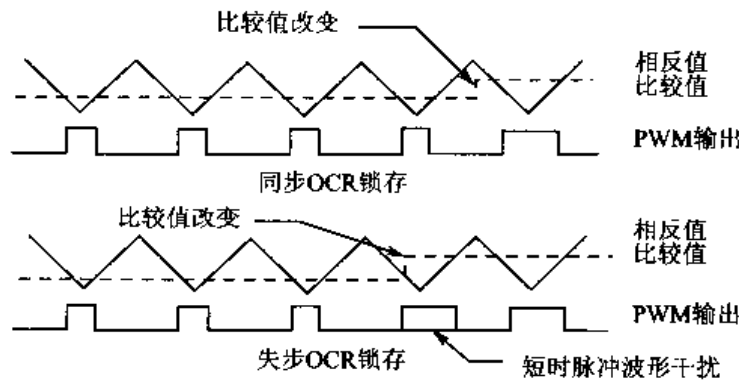 比较值改变
相反值
比较值
PWM输出
同步OCR锁存
比较值改变
相反值
比较值
PWM输出
失步OCR锁存
短时脉冲波形干扰